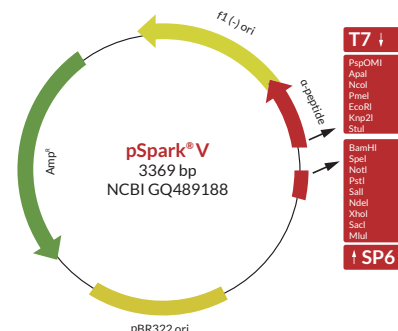 f1 (-) ori
α-peptide
Ampᴿ
pSpark® V
3369 bp
NCBI GQ489188
pBR322 ori
T7 ↓
PspOMI
ApaI
NcoI
PmeI
EcoRI
Knp2I
StuI
BamHI
SpeI
NotI
PstI
SalI
NdeI
XhoI
SacI
MluI
↑ SP6